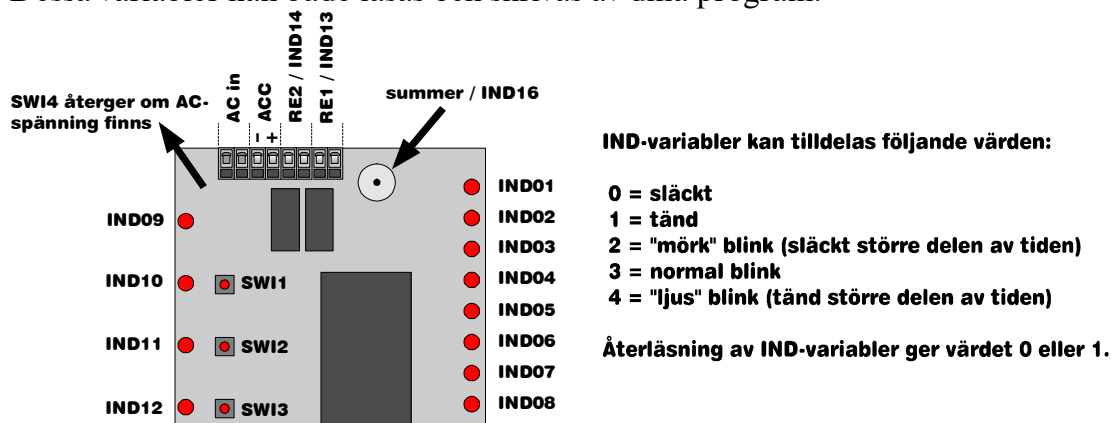 SWI4 återger om AC-
spänning finns
AC in
ACC
- +
RE2 / IND14
RE1 / IND13
summer / IND16
IND09
IND10
IND11
IND12
SWI1
SWI2
SWI3
IND01
IND02
IND03
IND04
IND05
IND06
IND07
IND08
IND-variabler kan tilldelas följande värden:
0 = släckt
1 = tänd
2 = "mörk" blink (släckt större delen av tiden)
3 = normal blink
4 = "ljus" blink (tänd större delen av tiden)
Återläsning av IND-variabler ger värdet 0 eller 1.